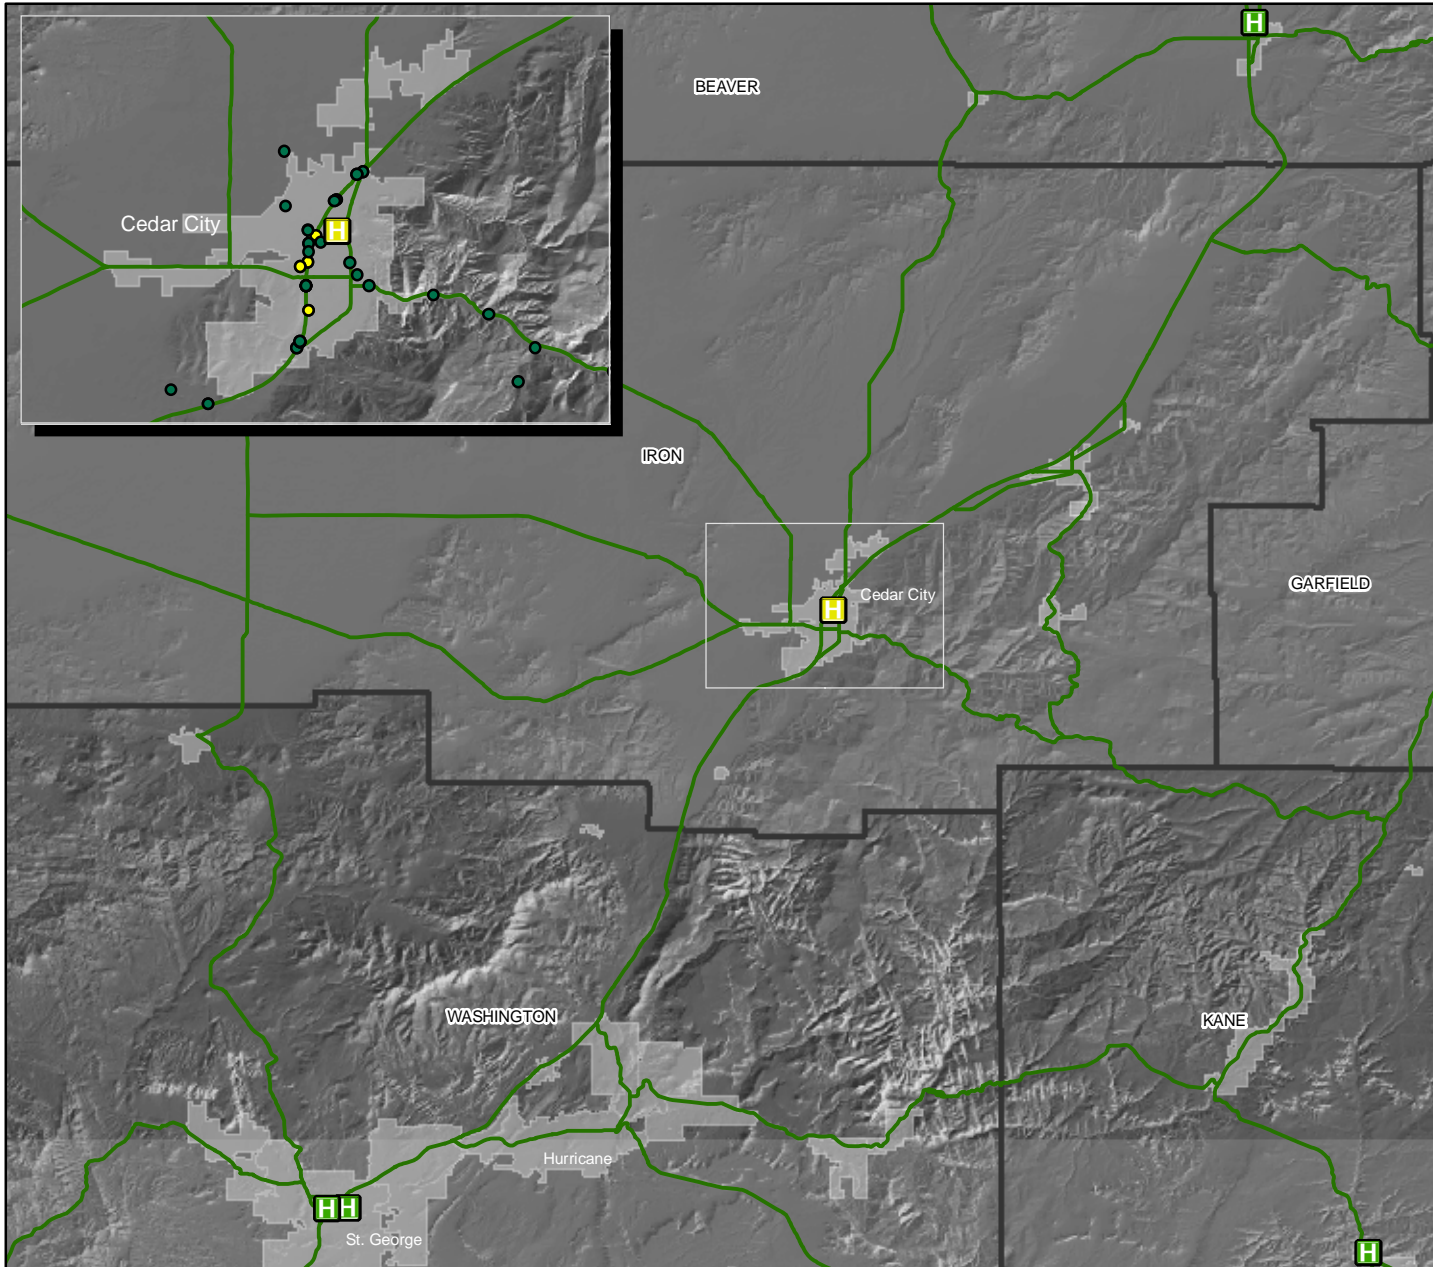 H
BEAVER
Cedar City
H
IRON
GARFIELD
Cedar City
H
WASHINGTON
KANE
Hurricane
H H
St. George
H